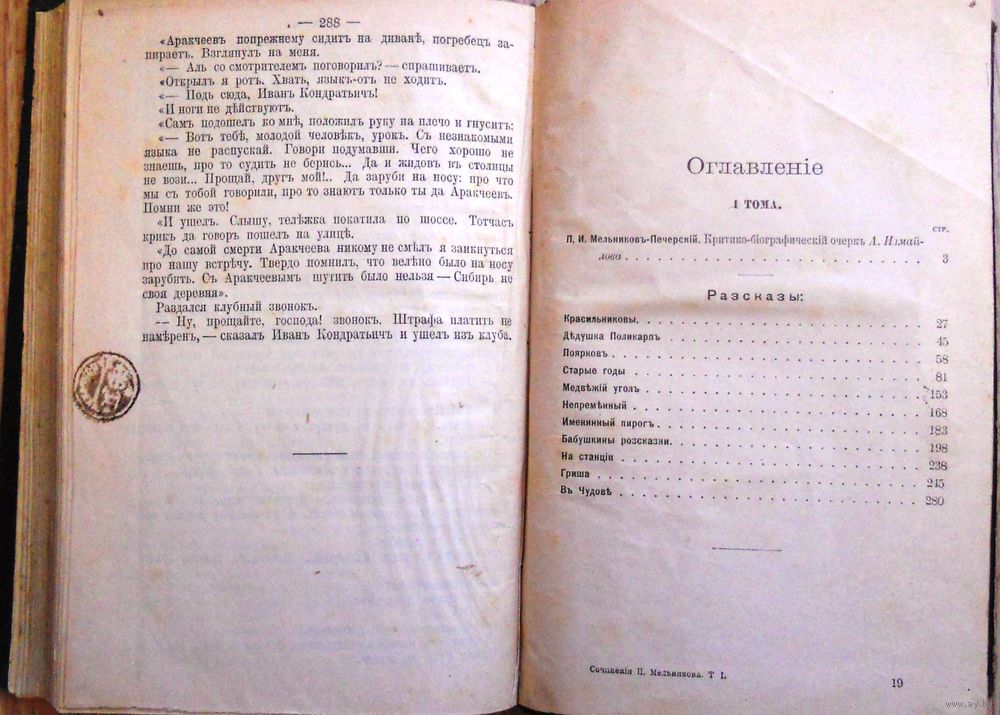 — 288 —
«Аракчеевъ попрежнему сидитъ на диванѣ, погребецъ за-
пираетъ. Взглянулъ на меня.
«— Аль со смотрителемъ поговорилъ? — спрашиваетъ.
«Открылъ я ротъ. Хвать, языкъ-отъ не ходитъ.
«— Подь сюда, Иванъ Кондратьичъ!
«И ноги не дѣйствуютъ.
«Самъ подошелъ ко мнѣ, положилъ руку на плечо и гнуситъ:
«— Вотъ тебѣ, молодой человѣкъ, урокъ. Съ незнакомыми
языка не распускай. Говори подумавши. Чего хорошо не
знаешь, про то судить не берись... Да и жидовъ въ столицы
не вози... Прощай, другъ мой!.. Да заруби на носу: про что
мы съ тобой говорили, про то знаютъ только ты да Аракчеевъ.
Помни же это!
«И ушелъ. Слышу, телѣжка покатила по шоссе. Тотчасъ
крикъ да говоръ пошелъ на улицѣ.
«До самой смерти Аракчеева никому не смѣлъ я заикнуться
про нашу встрѣчу. Твердо помнилъ, что велѣно было на носу
зарубить. Съ Аракчеевымъ шутить было нельзя — Сибирь не
своя деревня».
Раздался клубный звонокъ.
— Ну, прощайте, господа! звонокъ. Штрафа платить не
намѣренъ, — сказалъ Иванъ Кондратьичъ и ушелъ изъ клуба.
Оглавленіе
I ТОМА.
СТР.
П. И. Мельниковъ-Печерскій. Критико-біографическій очеркъ А. Измай-
лова . . . . . . . . . . 3
Разсказы:
Красильниковы. . . . . . . . . . 27
Дѣдушка Поликарпъ . . . . . . . . . . 45
Поярковъ . . . . . . . . . . 58
Старые годы . . . . . . . . . . 81
Медвѣжій уголъ . . . . . . . . . . 153
Непремѣнный . . . . . . . . . . 168
Именинный пирогъ. . . . . . . . . . 183
Бабушкины розсказни. . . . . . . . . . 198
На станціи . . . . . . . . . . 238
Гриша . . . . . . . . . . 245
Въ Чудовѣ . . . . . . . . . . 280
Сочиненія П. Мельникова. Т I.
19